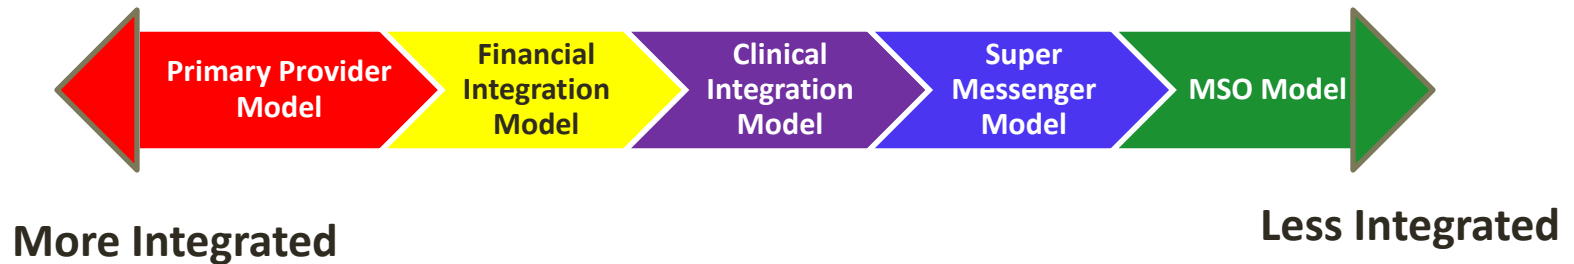 Primary Provider
Model
Financial
Integration
Model
Clinical
Integration
Model
Super
Messenger
Model
MSO Model
More Integrated
Less Integrated